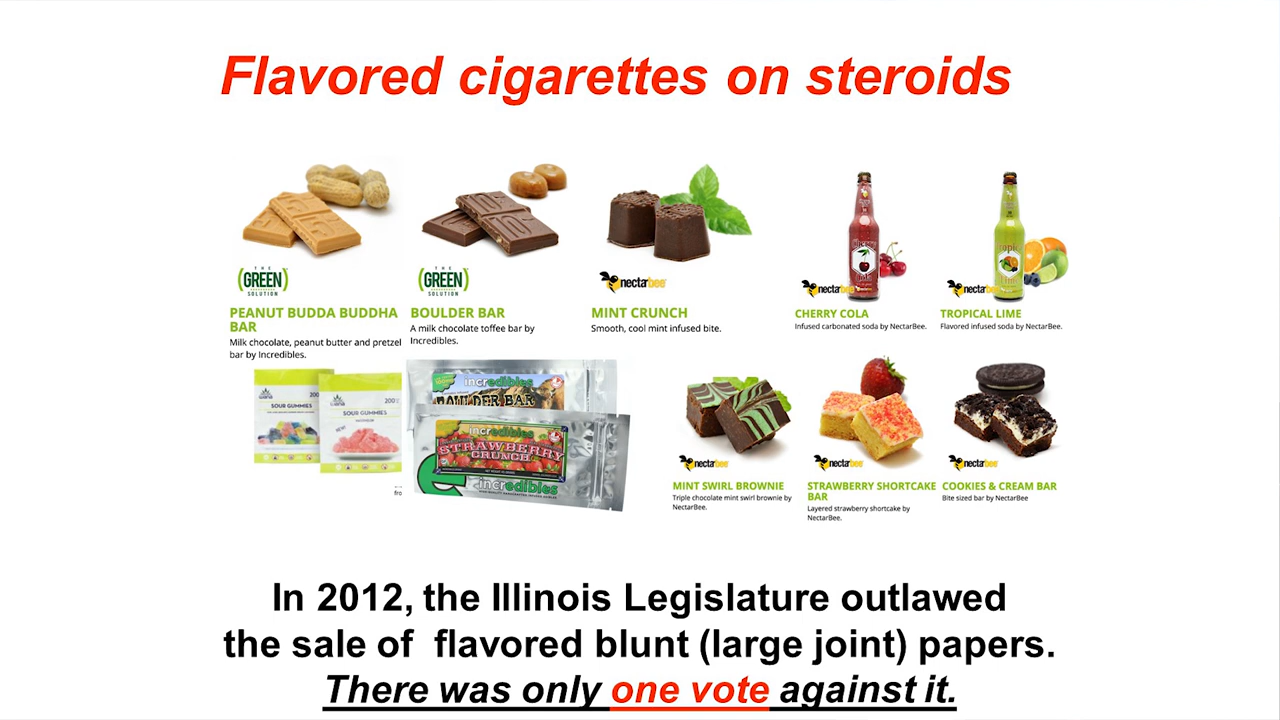 Flavored cigarettes on steroids
THE
GREEN
SOLUTION
PEANUT BUDDA BUDDHA
BAR
Milk chocolate, peanut butter and pretzel
bar by Incredibles.
THE
GREEN
SOLUTION
BOULDER BAR
A milk chocolate toffee bar by
Incredibles.
nectarbee
MINT CRUNCH
Smooth, cool mint infused bite.
nectarbee
CHERRY COLA
Infused carbonated soda by NectarBee.
nectarbee
TROPICAL LIME
Flavored infused soda by NectarBee.
SOUR GUMMIES
200
SOUR GUMMIES
fro
incredibles
BOULDER BAR
incredibles
STRAWBERRY
CRUNCH
incredibles
nectarbee
MINT SWIRL BROWNIE
Triple chocolate mint swirl brownie by
NectarBee.
nectarbee
STRAWBERRY SHORTCAKE
BAR
Layered strawberry shortcake by
NectarBee.
nectarbee
COOKIES & CREAM BAR
Bite sized bar by NectarBee
In 2012, the Illinois Legislature outlawed
the sale of flavored blunt (large joint) papers.
There was only one vote against it.